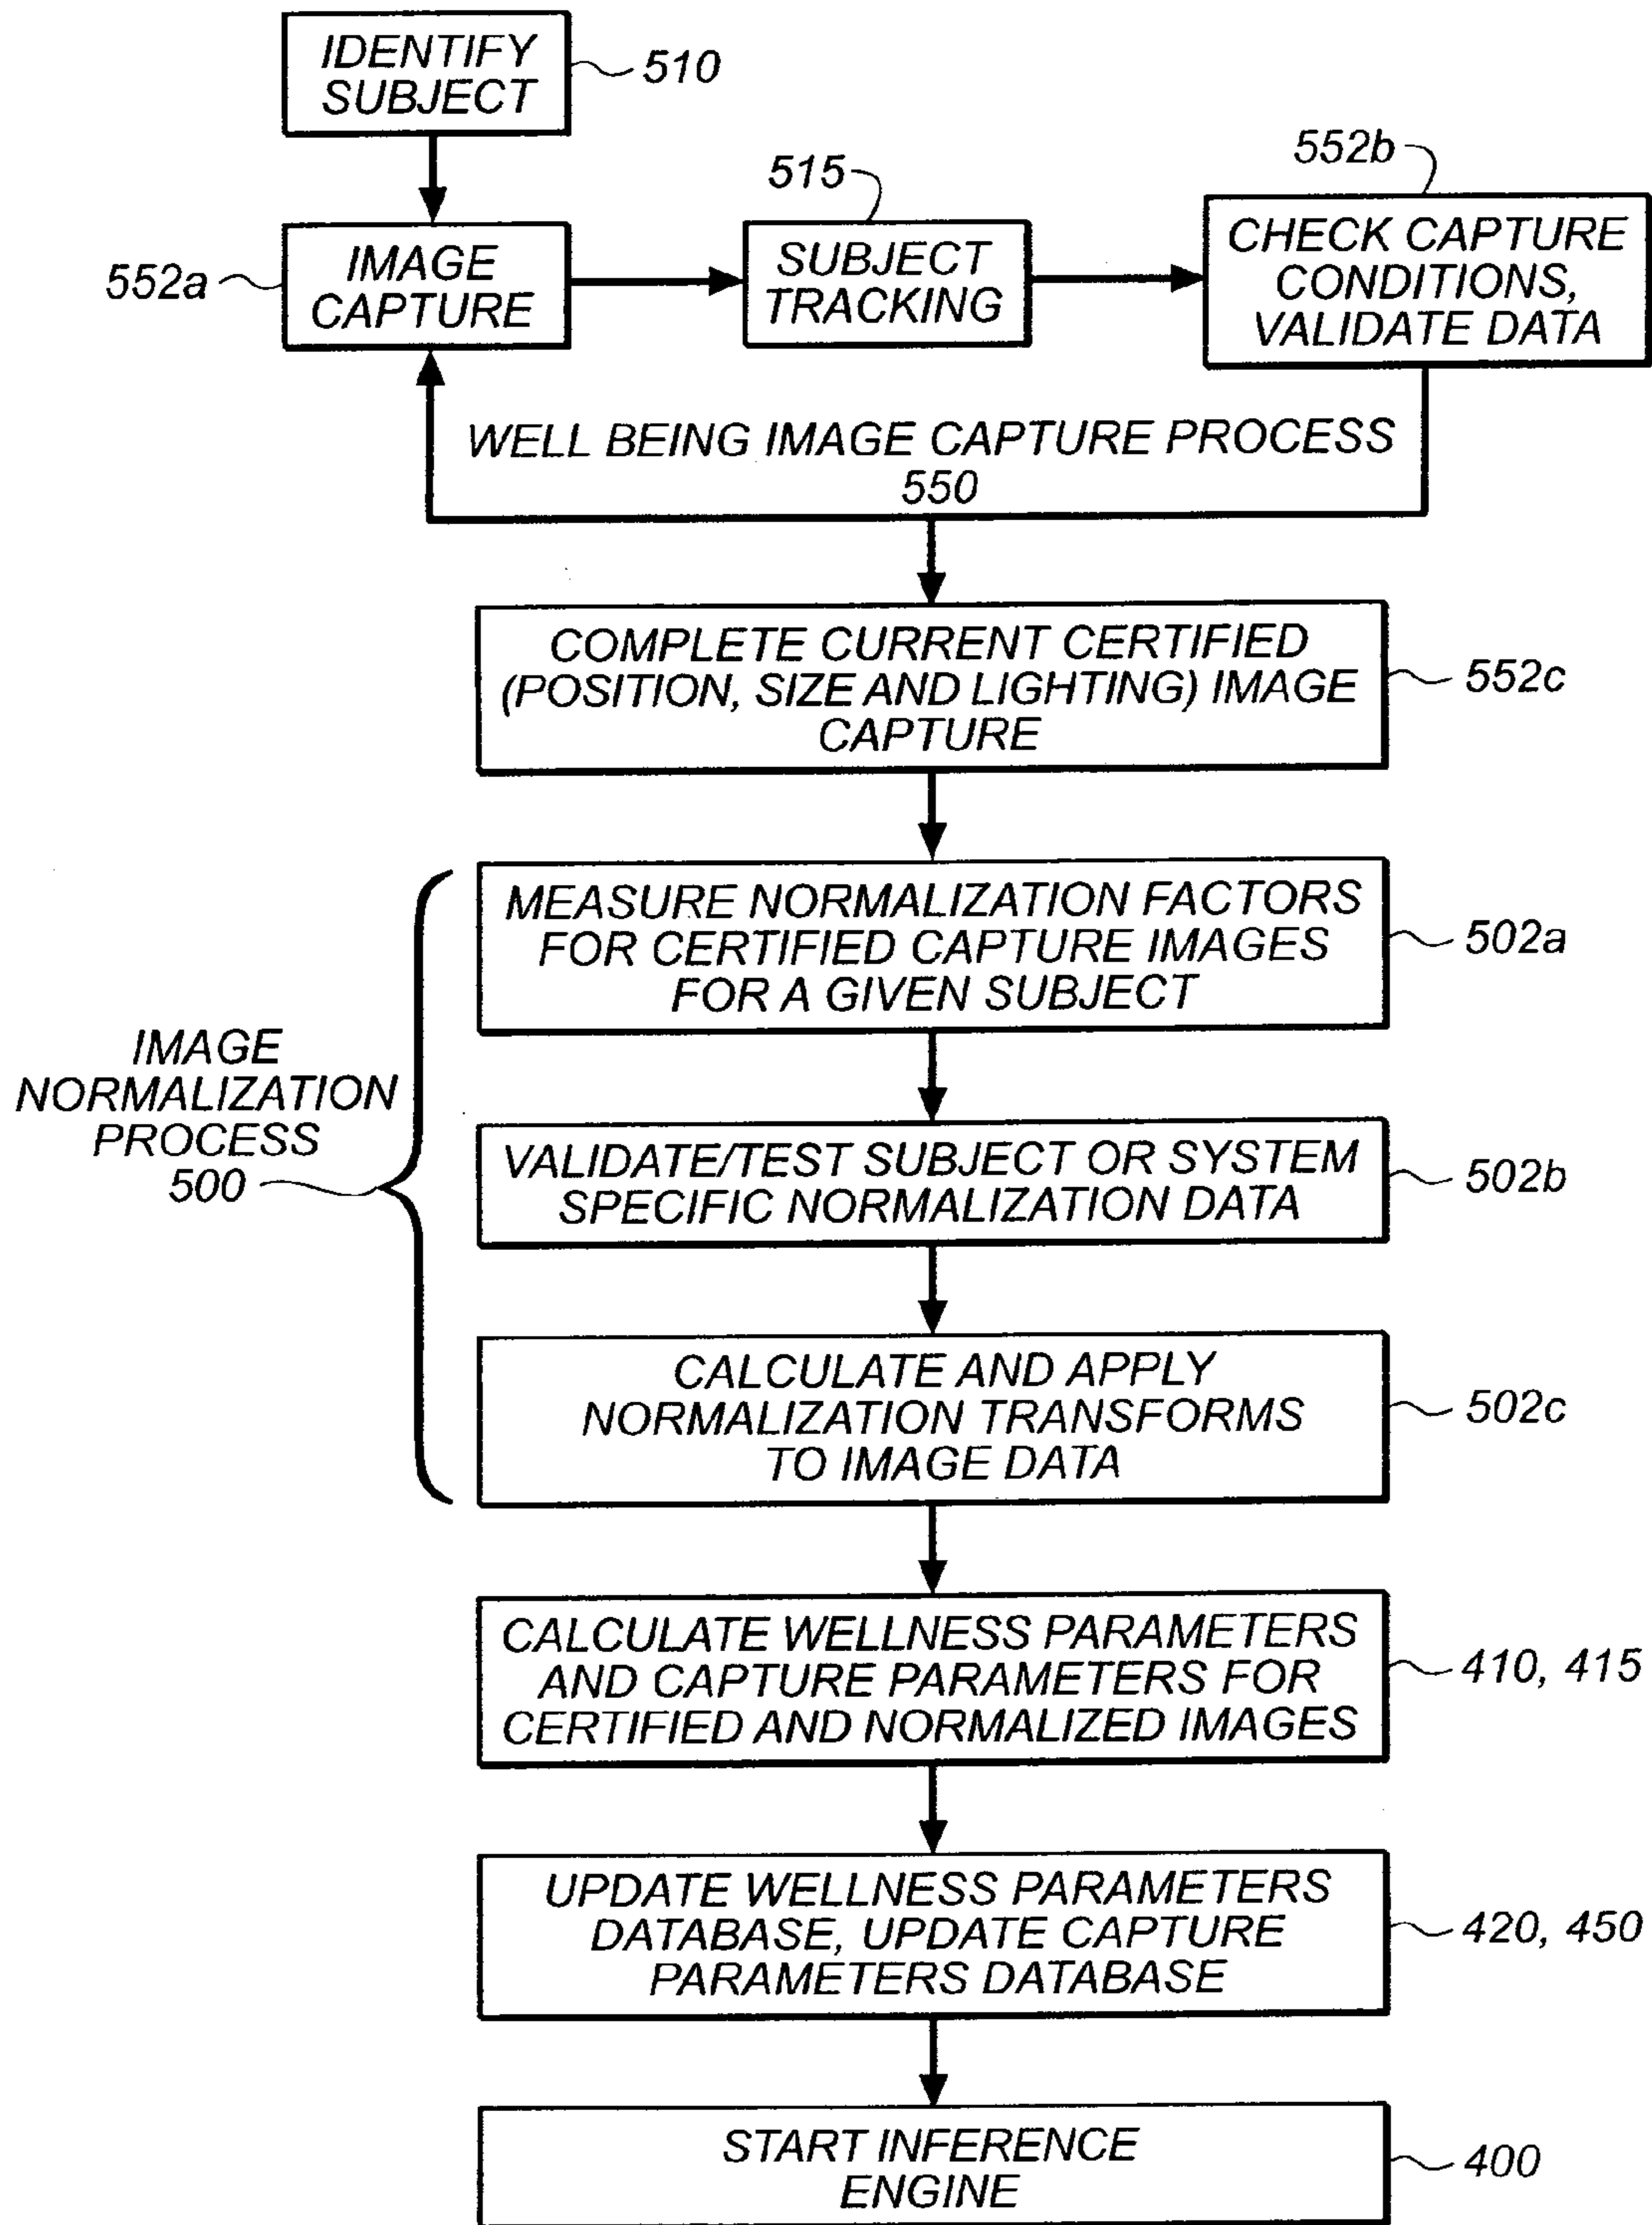 IDENTIFY
SUBJECT
510
552a
IMAGE
CAPTURE
515
SUBJECT
TRACKING
552b
CHECK CAPTURE
CONDITIONS,
VALIDATE DATA
WELL BEING IMAGE CAPTURE PROCESS
550
COMPLETE CURRENT CERTIFIED
(POSITION, SIZE AND LIGHTING) IMAGE
CAPTURE
552c
IMAGE
NORMALIZATION
PROCESS
500
MEASURE NORMALIZATION FACTORS
FOR CERTIFIED CAPTURE IMAGES
FOR A GIVEN SUBJECT
502a
VALIDATE/TEST SUBJECT OR SYSTEM
SPECIFIC NORMALIZATION DATA
502b
CALCULATE AND APPLY
NORMALIZATION TRANSFORMS
TO IMAGE DATA
502c
CALCULATE WELLNESS PARAMETERS
AND CAPTURE PARAMETERS FOR
CERTIFIED AND NORMALIZED IMAGES
410, 415
UPDATE WELLNESS PARAMETERS
DATABASE, UPDATE CAPTURE
PARAMETERS DATABASE
420, 450
START INFERENCE
ENGINE
400